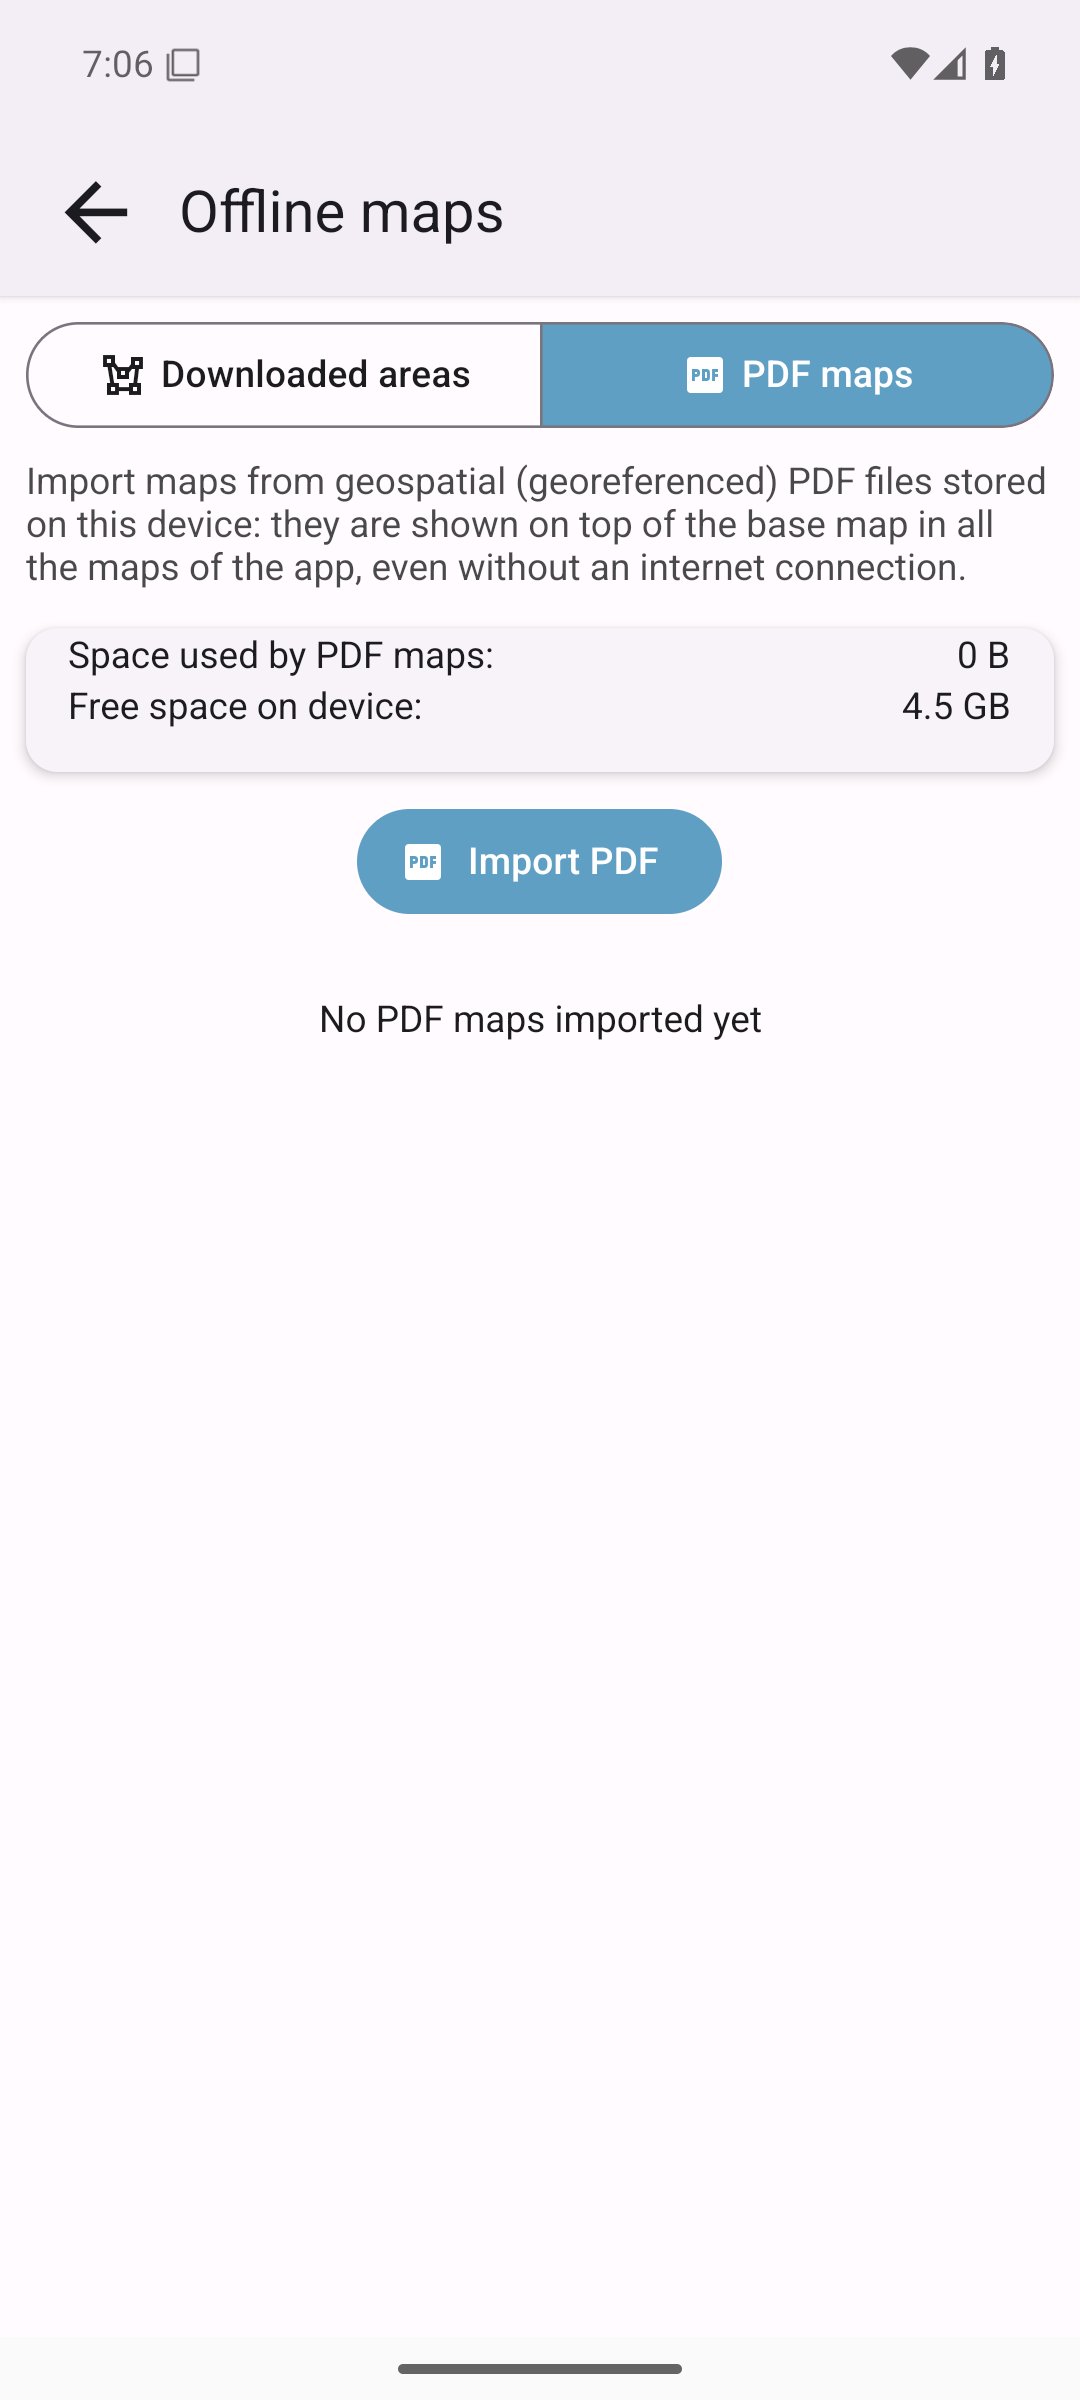 7:06
Offline maps
Downloaded areas
PDF PDF maps
Import maps from geospatial (georeferenced) PDF files stored
on this device: they are shown on top of the base map in all
the maps of the app, even without an internet connection.
Space used by PDF maps: 0 B
Free space on device: 4.5 GB
PDF Import PDF
No PDF maps imported yet